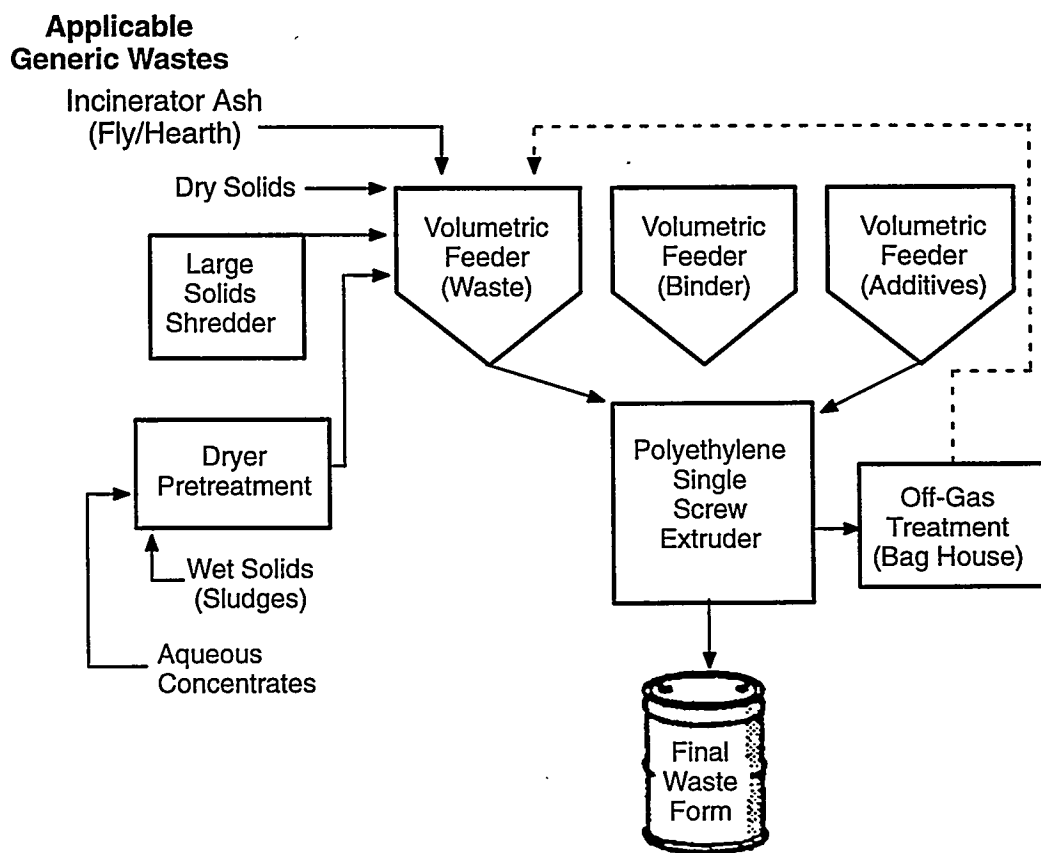 Applicable
Generic Wastes
Incinerator Ash
(Fly/Hearth)
Dry Solids
Large
Solids
Shredder
Volumetric
Feeder
(Waste)
Volumetric
Feeder
(Binder)
Volumetric
Feeder
(Additives)
Dryer
Pretreatment
Wet Solids
(Sludges)
Aqueous
Concentrates
Polyethylene
Single
Screw
Extruder
Off-Gas
Treatment
(Bag House)
Final
Waste
Form